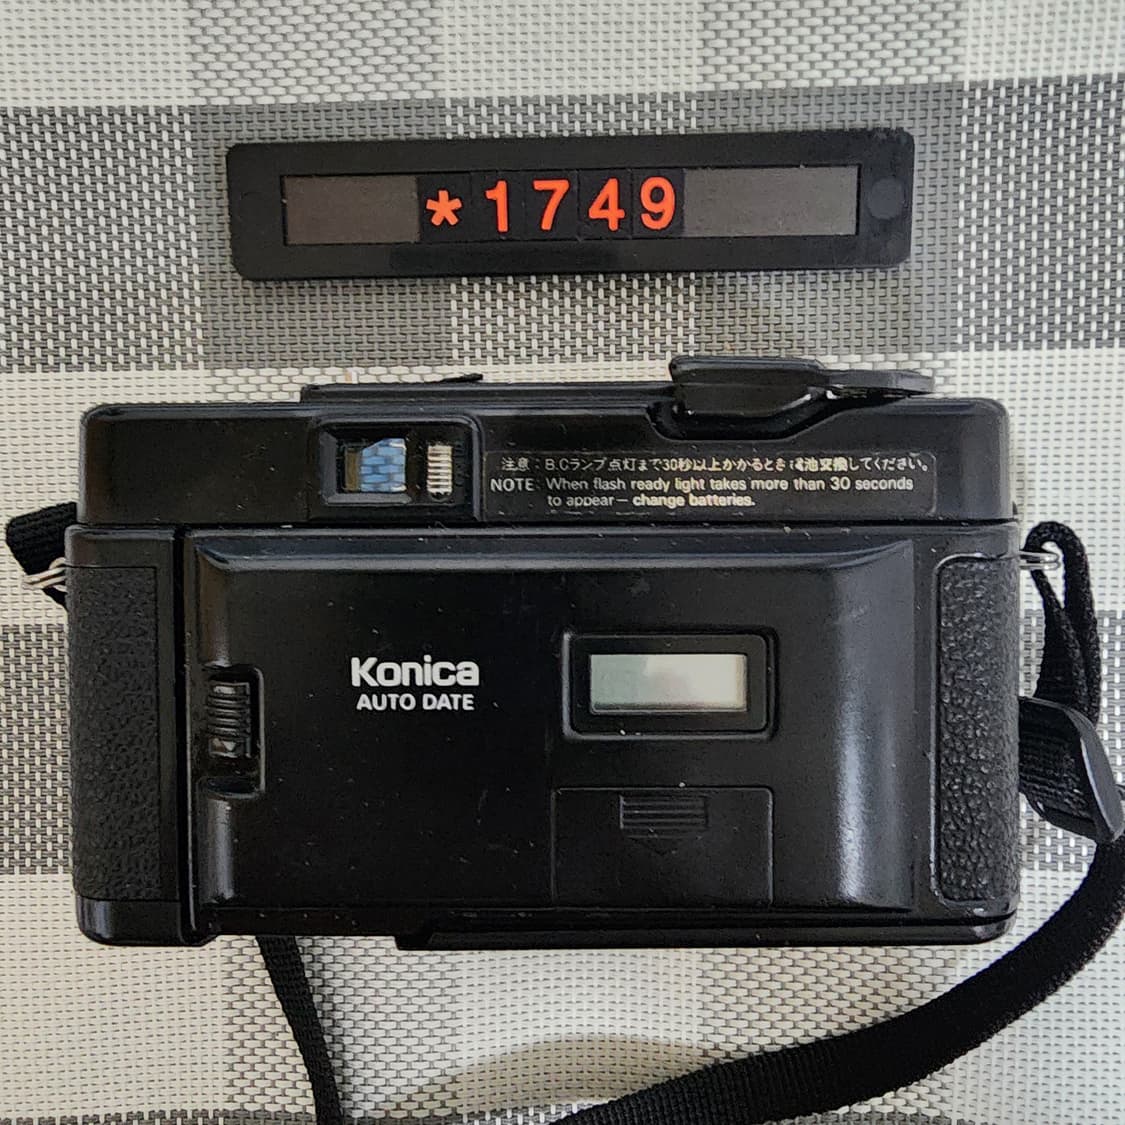 *1749
注意：B.Cランプ点灯まで30秒以上かかるとき電池交換してください。
NOTE: When flash ready light takes more than 30 seconds
to appear — change batteries.
Konica
AUTO DATE